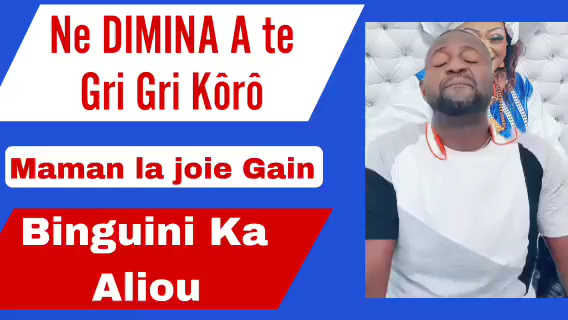 Ne DIMINA A te
Gri Gri Kôrô
Maman la joie Gain
Binguini Ka
Aliou